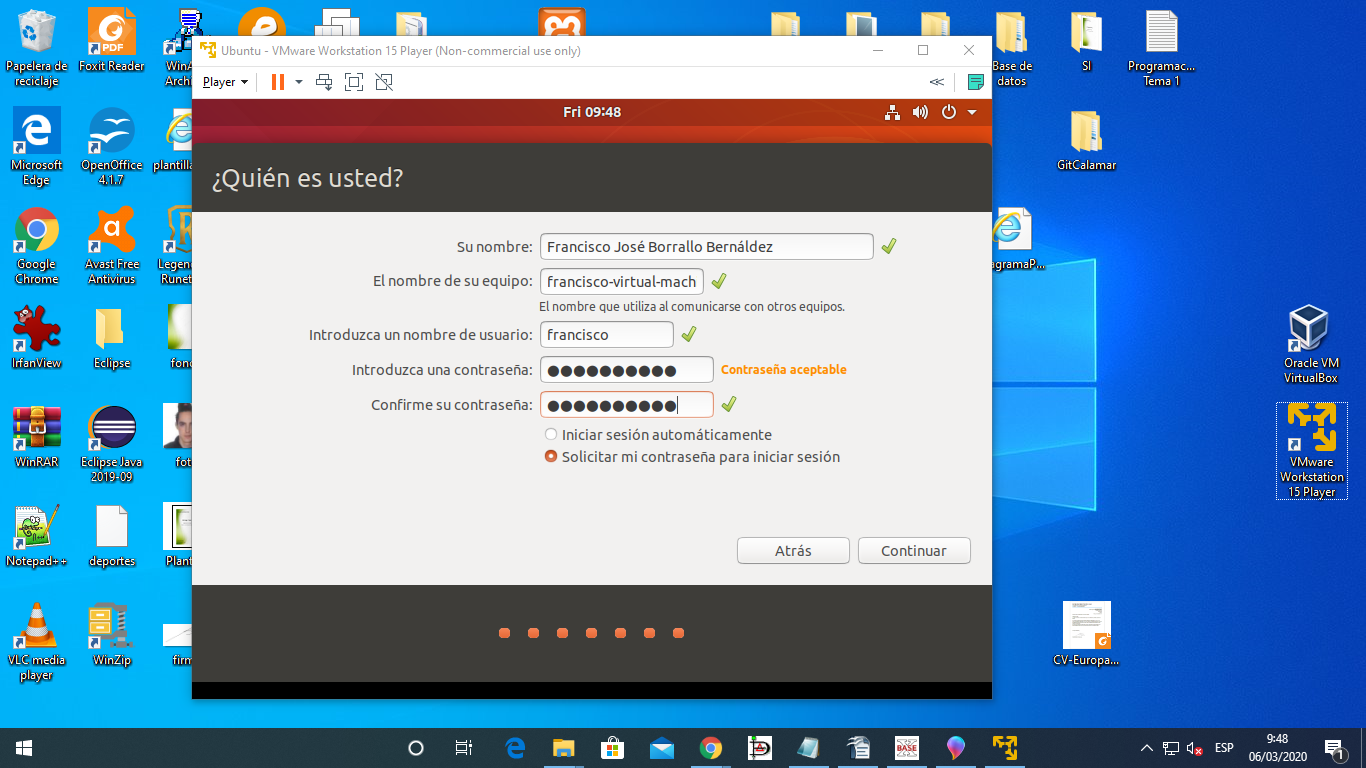 Papelera de
reciclaje
PDF
Foxit Reader
Base de
datos
SI
Programac...
Tema 1
Ubuntu - VMware Workstation 15 Player (Non-commercial use only)
Player
Fri 09:48
¿Quién es usted?
Su nombre: Francisco José Borrallo Bernáldez
El nombre de su equipo: francisco-virtual-mach
El nombre que utiliza al comunicarse con otros equipos.
Introduzca un nombre de usuario: francisco
Introduzca una contraseña: ●●●●●●●●●● Contraseña aceptable
Confirme su contraseña: ●●●●●●●●●●
Iniciar sesión automáticamente
Solicitar mi contraseña para iniciar sesión
Atrás
Continuar
Microsoft
Edge
OpenOffice
4.1.7
plantilla
GitCalamar
Google
Chrome
Avast Free
Antivirus
Legen
Runet
agramaP...
IrfanView
Eclipse
fon
Oracle VM
VirtualBox
WinRAR
Eclipse Java
2019-09
fot
VMware
Workstation
15 Player
Notepad++
deportes
Plant
VLC media
player
WinZip
firm
CV-Europa...
BASE
ESP
9:48
06/03/2020
1